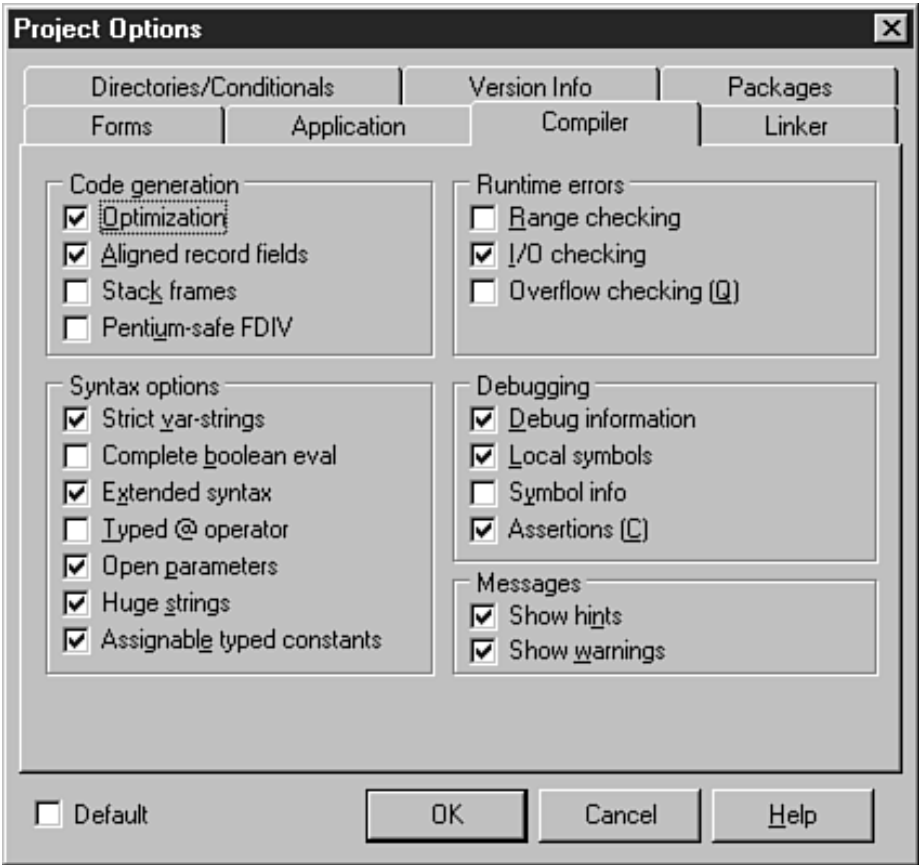 Project Options
Directories/Conditionals
Version Info
Packages
Forms
Application
Compiler
Linker
Code generation
Optimization
Aligned record fields
Stack frames
Pentium-safe FDIV
Runtime errors
Range checking
I/O checking
Overflow checking (Q)
Syntax options
Strict var-strings
Complete boolean eval
Extended syntax
Typed @ operator
Open parameters
Huge strings
Assignable typed constants
Debugging
Debug information
Local symbols
Symbol info
Assertions (C)
Messages
Show hints
Show warnings
Default
OK
Cancel
Help